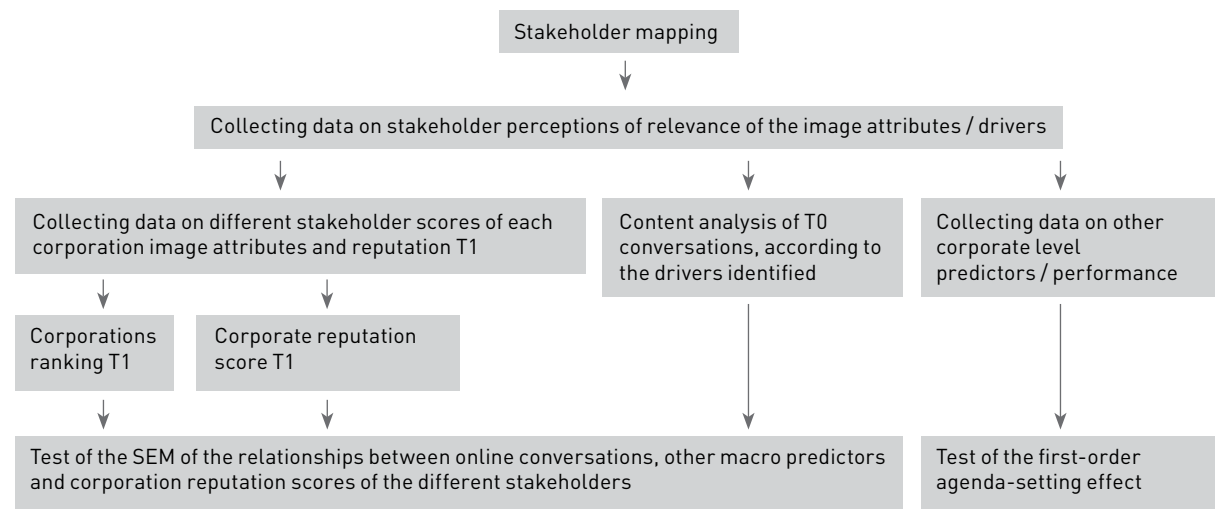 Stakeholder mapping
Collecting data on stakeholder perceptions of relevance of the image attributes / drivers
Collecting data on different stakeholder scores of each
corporation image attributes and reputation T1
Content analysis of T0
conversations, according to
the drivers identified
Collecting data on other
corporate level
predictors / performance
Corporations
ranking T1
Corporate reputation
score T1
Test of the SEM of the relationships between online conversations, other macro predictors
and corporation reputation scores of the different stakeholders
Test of the first-order
agenda-setting effect